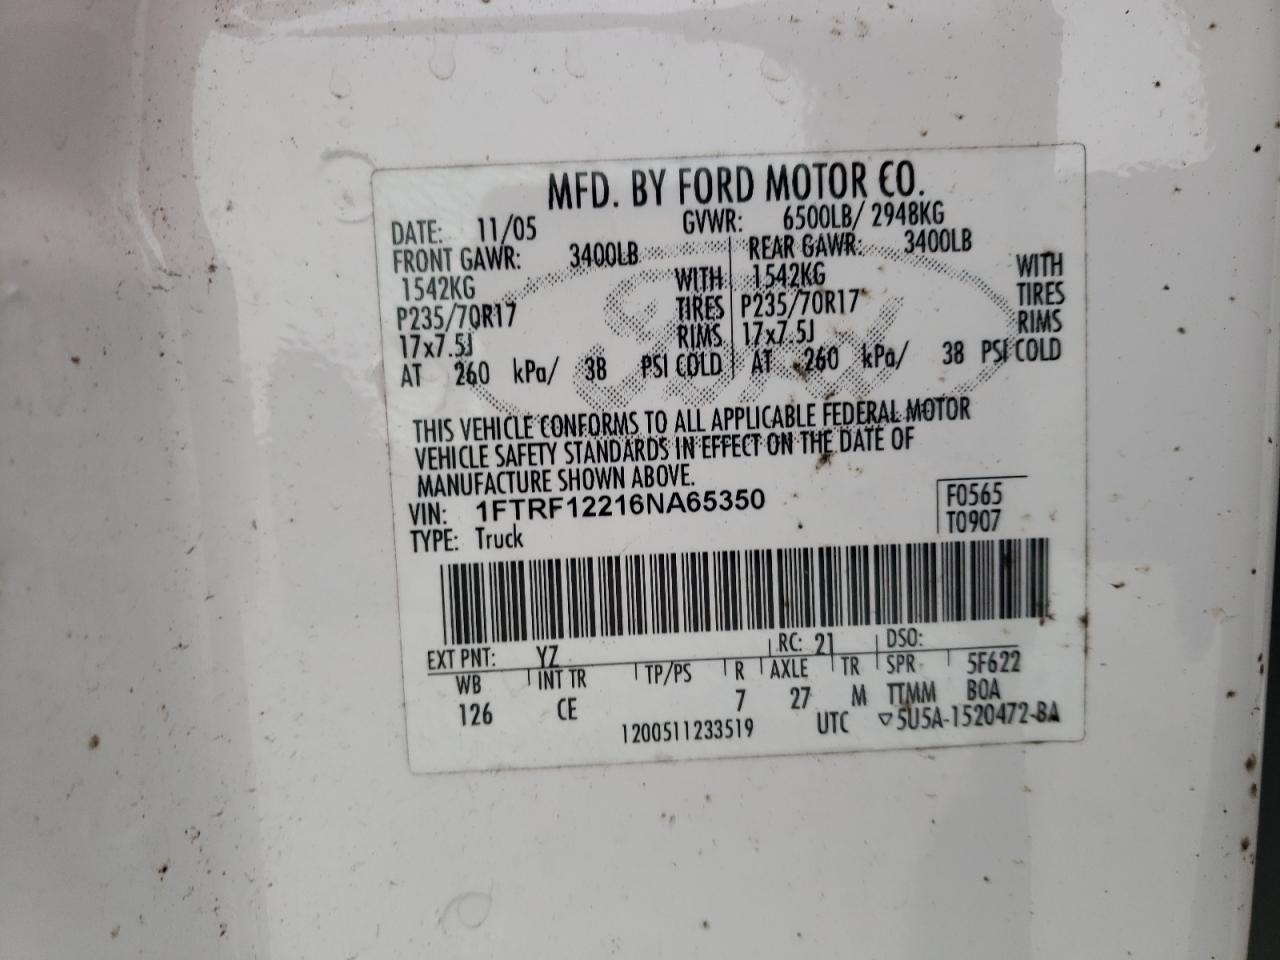 MFD. BY FORD MOTOR CO.
DATE: 11/05 GVWR: 6500LB/ 2948KG
FRONT GAWR: 3400LB REAR GAWR: 3400LB
1542KG WITH 1542KG WITH
P235/70R17 TIRES P235/70R17 TIRES
17x7.5J RIMS 17x7.5J RIMS
AT 260 kPa/ 38 PSI COLD AT 260 kPa/ 38 PSI COLD
THIS VEHICLE CONFORMS TO ALL APPLICABLE FEDERAL MOTOR
VEHICLE SAFETY STANDARDS IN EFFECT ON THE DATE OF
MANUFACTURE SHOWN ABOVE.
VIN: 1FTRF12216NA65350 F0565
TYPE: Truck T0907
EXT PNT: YZ RC: 21 DSO:
WB INT TR TP/PS R AXLE TR SPR 5F622
126 CE 7 27 M TTMM BOA
1200511233519 UTC ▽5U5A-1520472-BA
Ford